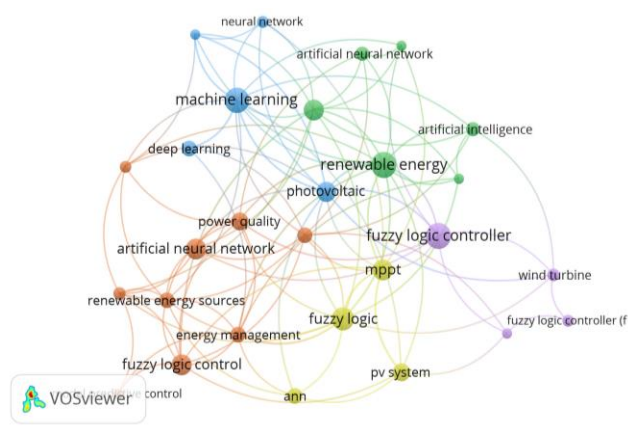 neural network
artificial neural network
machine learning
artificial intelligence
deep learning
renewable energy
photovoltaic
power quality
fuzzy logic controller
artificial neural network
mppt
wind turbine
renewable energy sources
fuzzy logic
fuzzy logic controller (f
energy management
fuzzy logic control
pv system
control
ann
VOSviewer